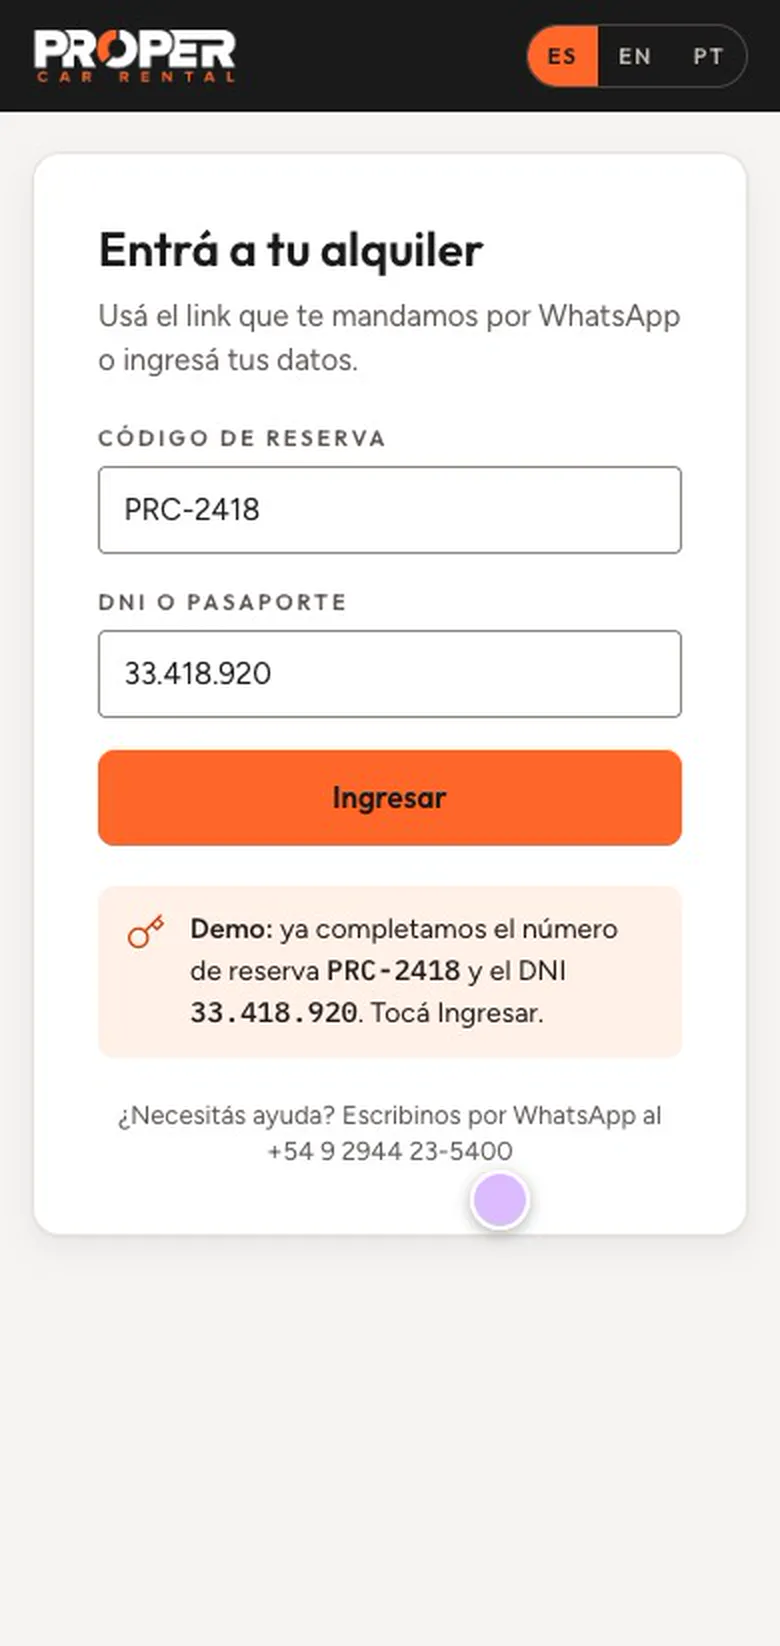 PROPER
CAR RENTAL
ES EN PT
Entrá a tu alquiler
Usá el link que te mandamos por WhatsApp
o ingresá tus datos.
CÓDIGO DE RESERVA
PRC-2418
DNI O PASAPORTE
33.418.920
Ingresar
Demo: ya completamos el número
de reserva PRC-2418 y el DNI
33.418.920. Tocá Ingresar.
¿Necesitás ayuda? Escribinos por WhatsApp al
+54 9 2944 23-5400